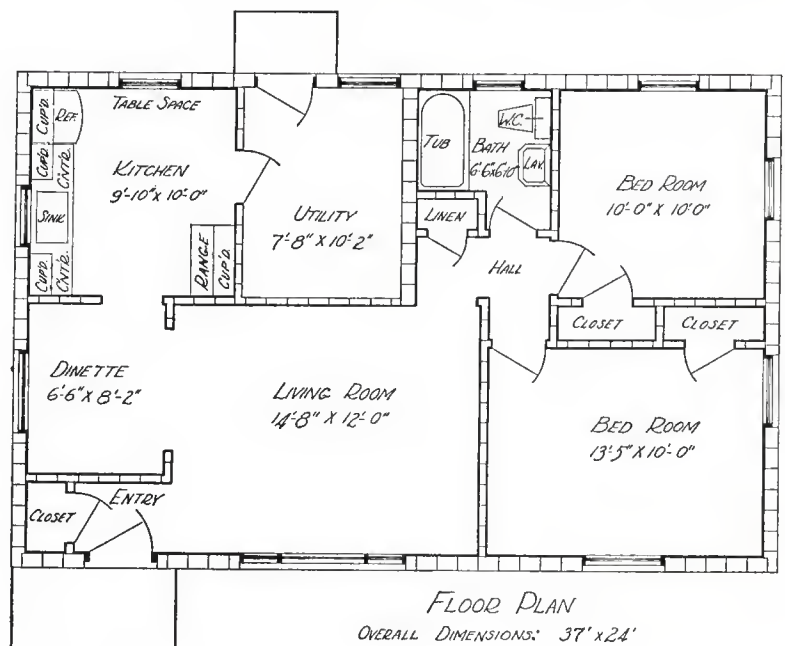 TABLE SPACE
CUP'D.
REF.
CUP'D.
CNTR.
SINK
CUP'D.
CNTR.
KITCHEN
9'-10" X 10'-0"
RANGE
CUP'D.
UTILITY
7'-8" X 10'-2"
TUB
BATH
6'-6"X6'-10"
W.C.
LAV.
LINEN
HALL
BED ROOM
10'-0" X 10'-0"
CLOSET
CLOSET
DINETTE
6'-6" X 8'-2"
LIVING ROOM
14'-8" X 12'-0"
BED ROOM
13'-5" X 10'-0"
ENTRY
CLOSET
FLOOR PLAN
OVERALL DIMENSIONS: 37' x 24'